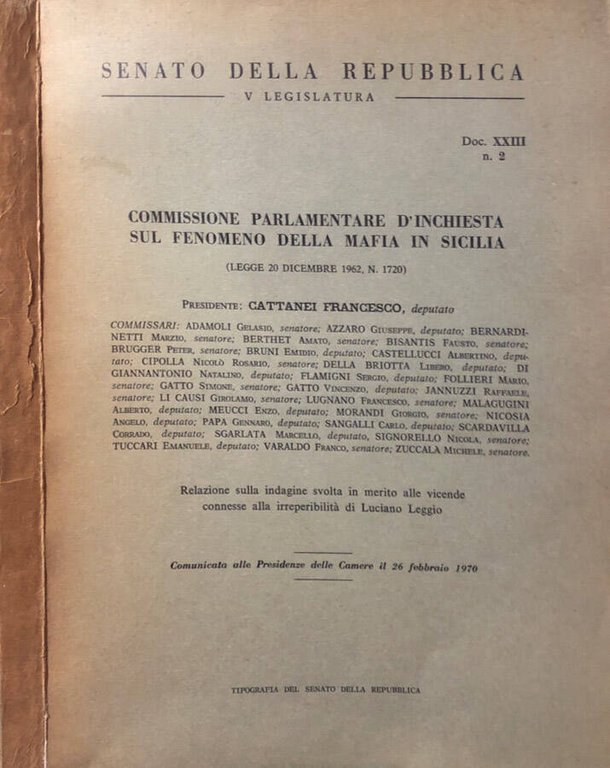 SENATO DELLA REPUBBLICA
V LEGISLATURA
Doc. XXIII
n. 2
COMMISSIONE PARLAMENTARE D'INCHIESTA
SUL FENOMENO DELLA MAFIA IN SICILIA
(LEGGE 20 DICEMBRE 1962, N. 1720)
PRESIDENTE: CATTANEI FRANCESCO, deputato
COMMISSARI: ADAMOLI GELASIO, senatore; AZZARO GIUSEPPE, deputato; BERNARDI-
NETTI MARZIO, senatore; BERTHET AMATO, senatore; BISANTIS FAUSTO, senatore;
BRUGGER PETER, senatore; BRUNI EMIDIO, deputato; CASTELLUCCI ALBERTINO, depu-
tato; CIPOLLA NICOLÒ ROSARIO, senatore; DELLA BRIOTTA LIBERO, deputato; DI
GIANNANTONIO NATALINO, deputato; FLAMIGNI SERGIO, deputato; FOLLIERI MARIO,
senatore; GATTO SIMONE, senatore; GATTO VINCENZO, deputato; JANNUZZI RAFFAELE,
senatore; LI CAUSI GIROLAMO, senatore; LUGNANO FRANCESCO, senatore; MALAGUGINI
ALBERTO, deputato; MEUCCI ENZO, deputato; MORANDI GIORGIO, senatore; NICOSIA
ANGELO, deputato; PAPA GENNARO, deputato; SANGALLI CARLO, deputato; SCARDAVILLA
CORRADO, deputato; SGARLATA MARCELLO, deputato, SIGNORELLO NICOLA, senatore;
TUCCARI EMANUELE, deputato; VARALDO FRANCO, senatore; ZUCCALÀ MICHELE, senatore.
Relazione sulla indagine svolta in merito alle vicende
connesse alla irreperibilità di Luciano Leggio
Comunicata alle Presidenze delle Camere il 26 febbraio 1970
TIPOGRAFIA DEL SENATO DELLA REPUBBLICA